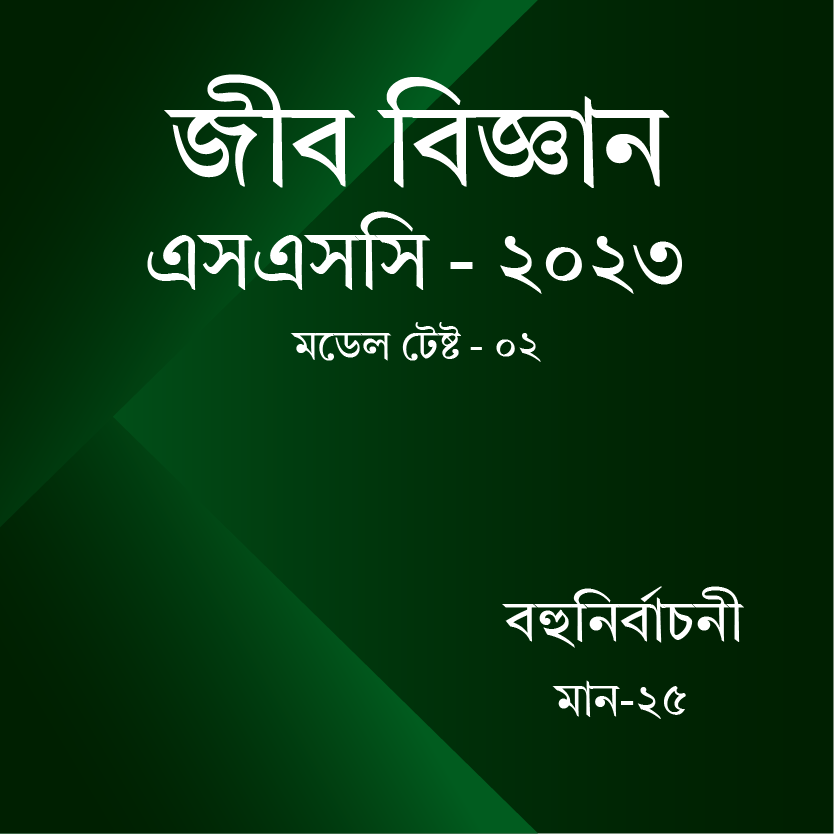 জীব বিজ্ঞান
এসএসসি - ২০২৩
মডেল টেষ্ট - ০২
বহুনির্বাচনী
মান-২৫